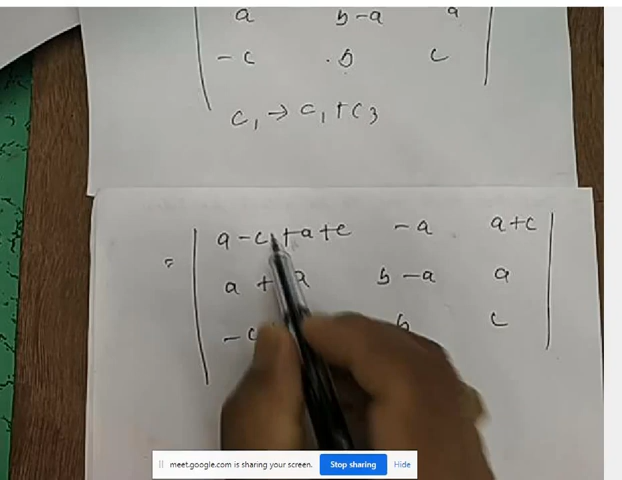 a b-a a
-c .b c
c₁ → c₁+c₃
= a-c+a+c -a a+c
a + a b-a a
-c b c
meet.google.com is sharing your screen. Stop sharing Hide